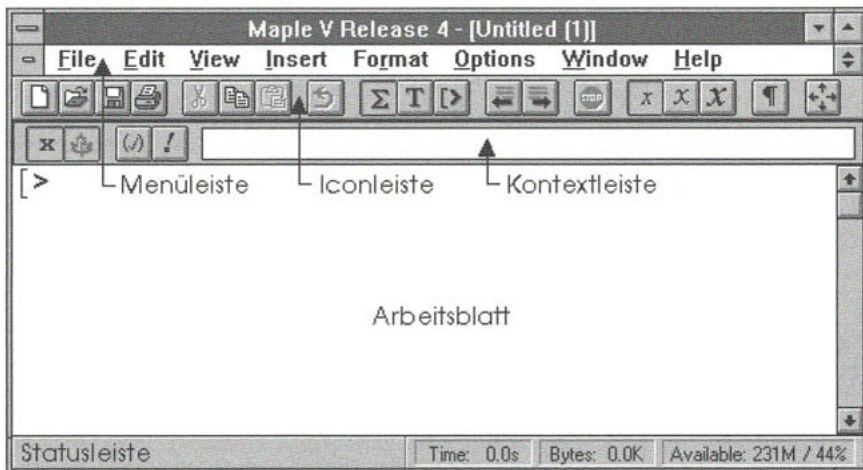 Maple V Release 4 - [Untitled (1)]
File Edit View Insert Format Options Window Help
Σ T [> STOP x x x ¶
x (√) !
[> Menüleiste Iconleiste Kontextleiste
Arbeitsblatt
Statusleiste Time: 0.0s Bytes: 0.0K Available: 231M / 44%